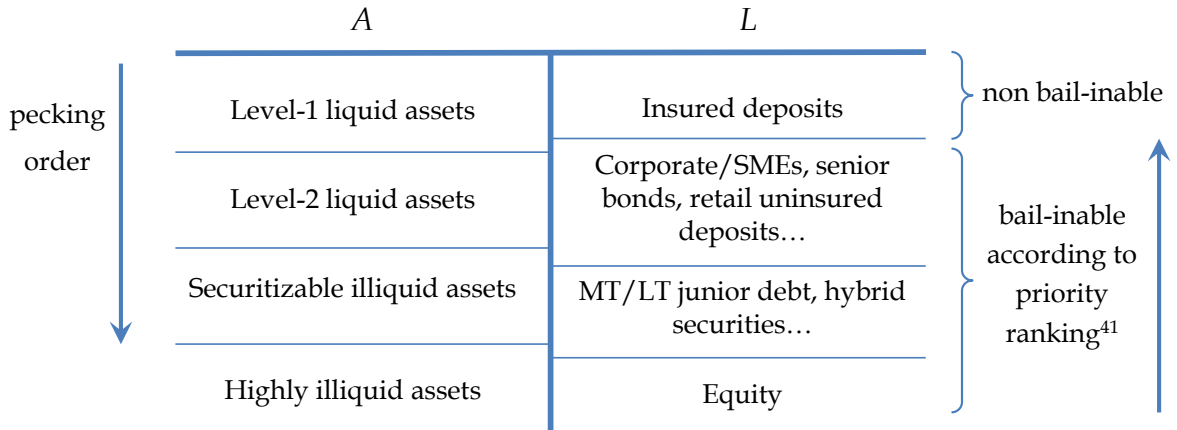 A
L
pecking
order
Level-1 liquid assets
Level-2 liquid assets
Securitizable illiquid assets
Highly illiquid assets
Insured deposits
Corporate/SMEs, senior
bonds, retail uninsured
deposits…
MT/LT junior debt, hybrid
securities…
Equity
non bail-inable
bail-inable
according to
priority
ranking⁴¹